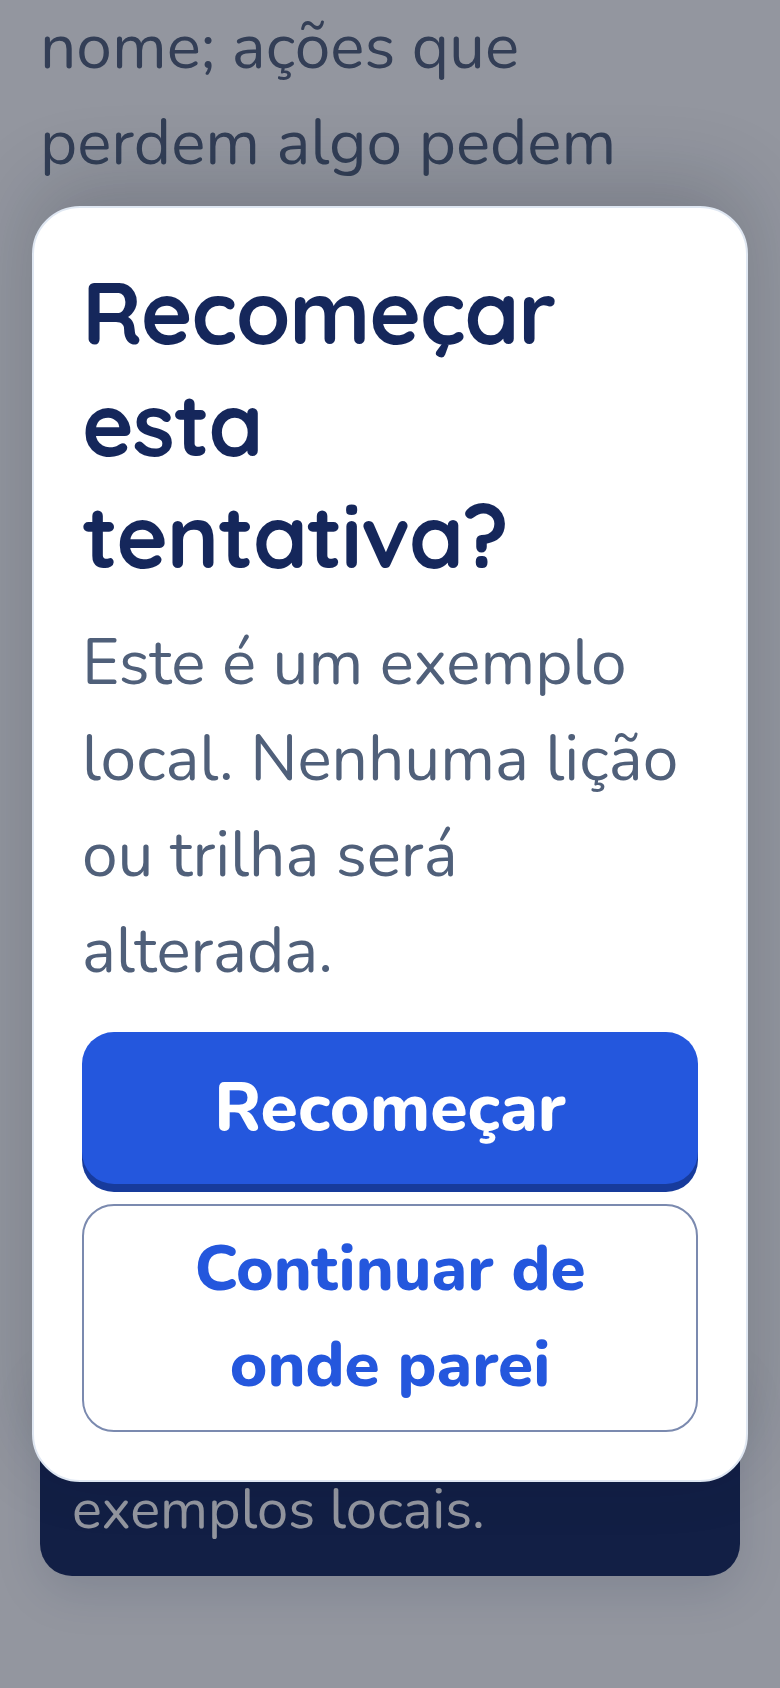 nome; ações que
perdem algo pedem
Recomeçar
esta
tentativa?
Este é um exemplo
local. Nenhuma lição
ou trilha será
alterada.
Recomeçar
Continuar de
onde parei
exemplos locais.